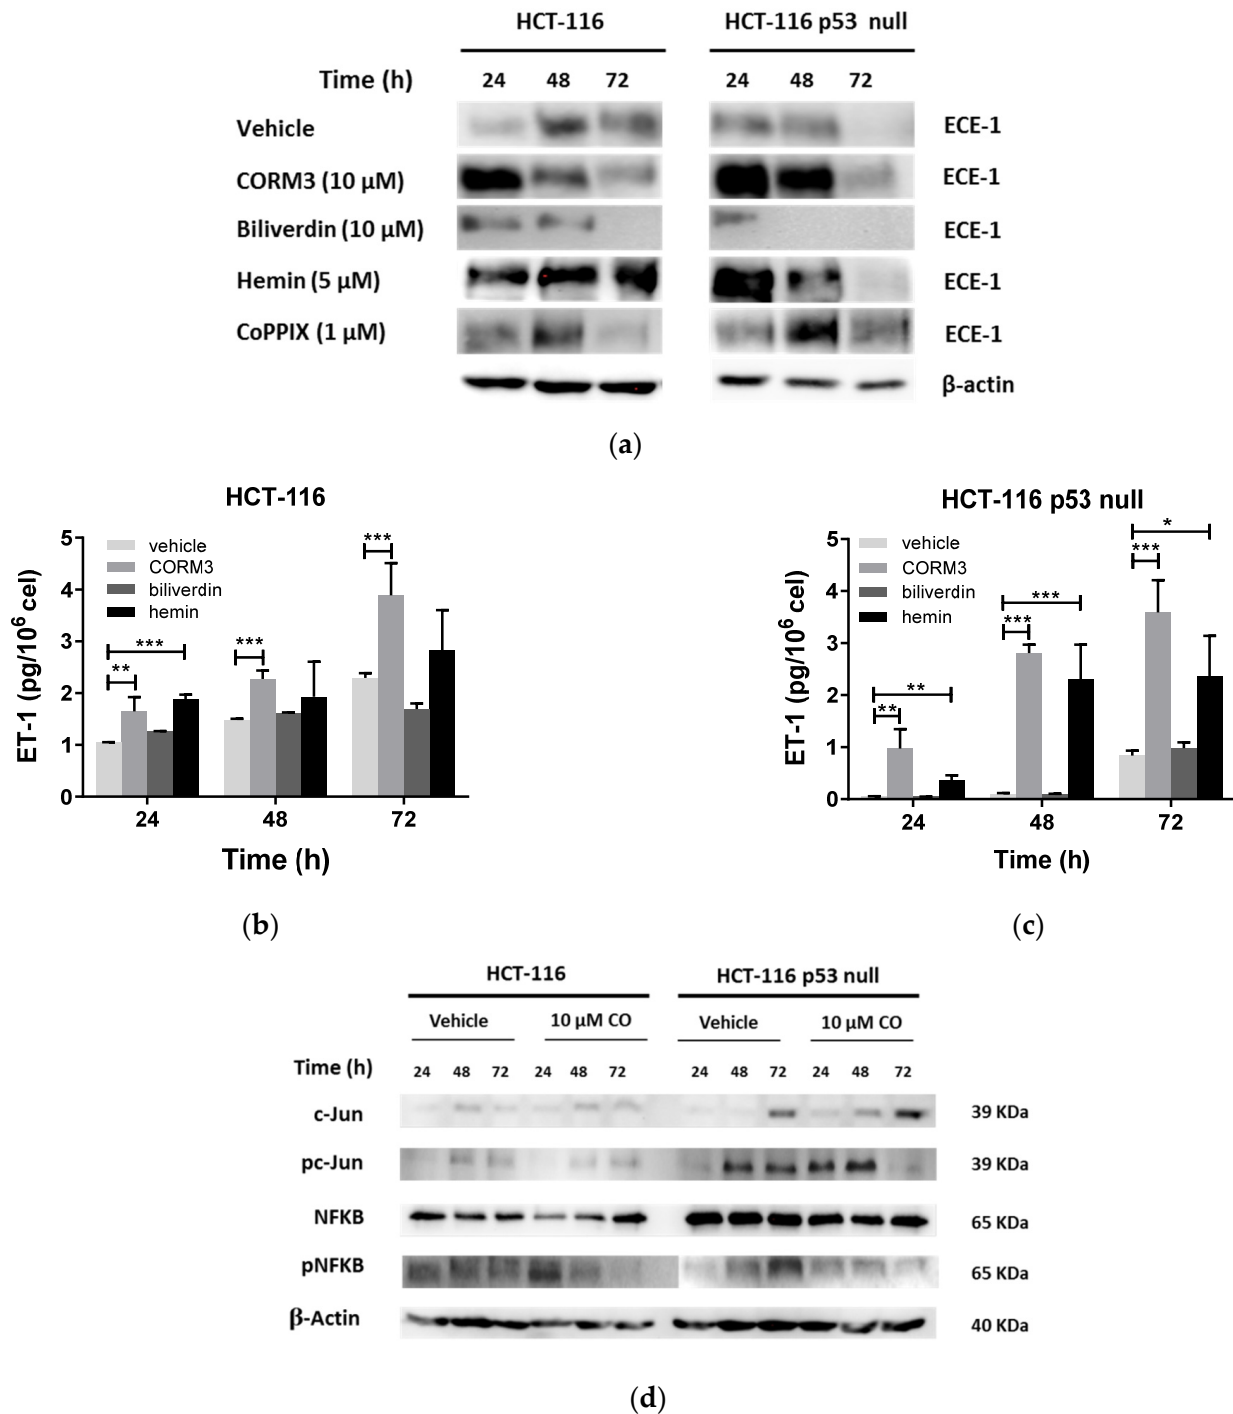 HCT-116 HCT-116 p53 null
Time (h) 24 48 72 24 48 72
Vehicle ECE-1
CORM3 (10 µM) ECE-1
Biliverdin (10 µM) ECE-1
Hemin (5 µM) ECE-1
CoPPIX (1 µM) ECE-1
β-actin
(a)
HCT-116
ET-1 (pg/10⁶ cel)
5
4
3
2
1
0
vehicle
CORM3
biliverdin
hemin
**
***
***
***
24 48 72
Time (h)
(b)
HCT-116 p53 null
ET-1 (pg/10⁶ cel)
5
4
3
2
1
0
vehicle
CORM3
biliverdin
hemin
**
**
***
***
***
*
24 48 72
Time (h)
(c)
HCT-116 HCT-116 p53 null
Vehicle 10 µM CO Vehicle 10 µM CO
Time (h) 24 48 72 24 48 72 24 48 72 24 48 72
c-Jun 39 KDa
pc-Jun 39 KDa
NFKB 65 KDa
pNFKB 65 KDa
β-Actin 40 KDa
(d)